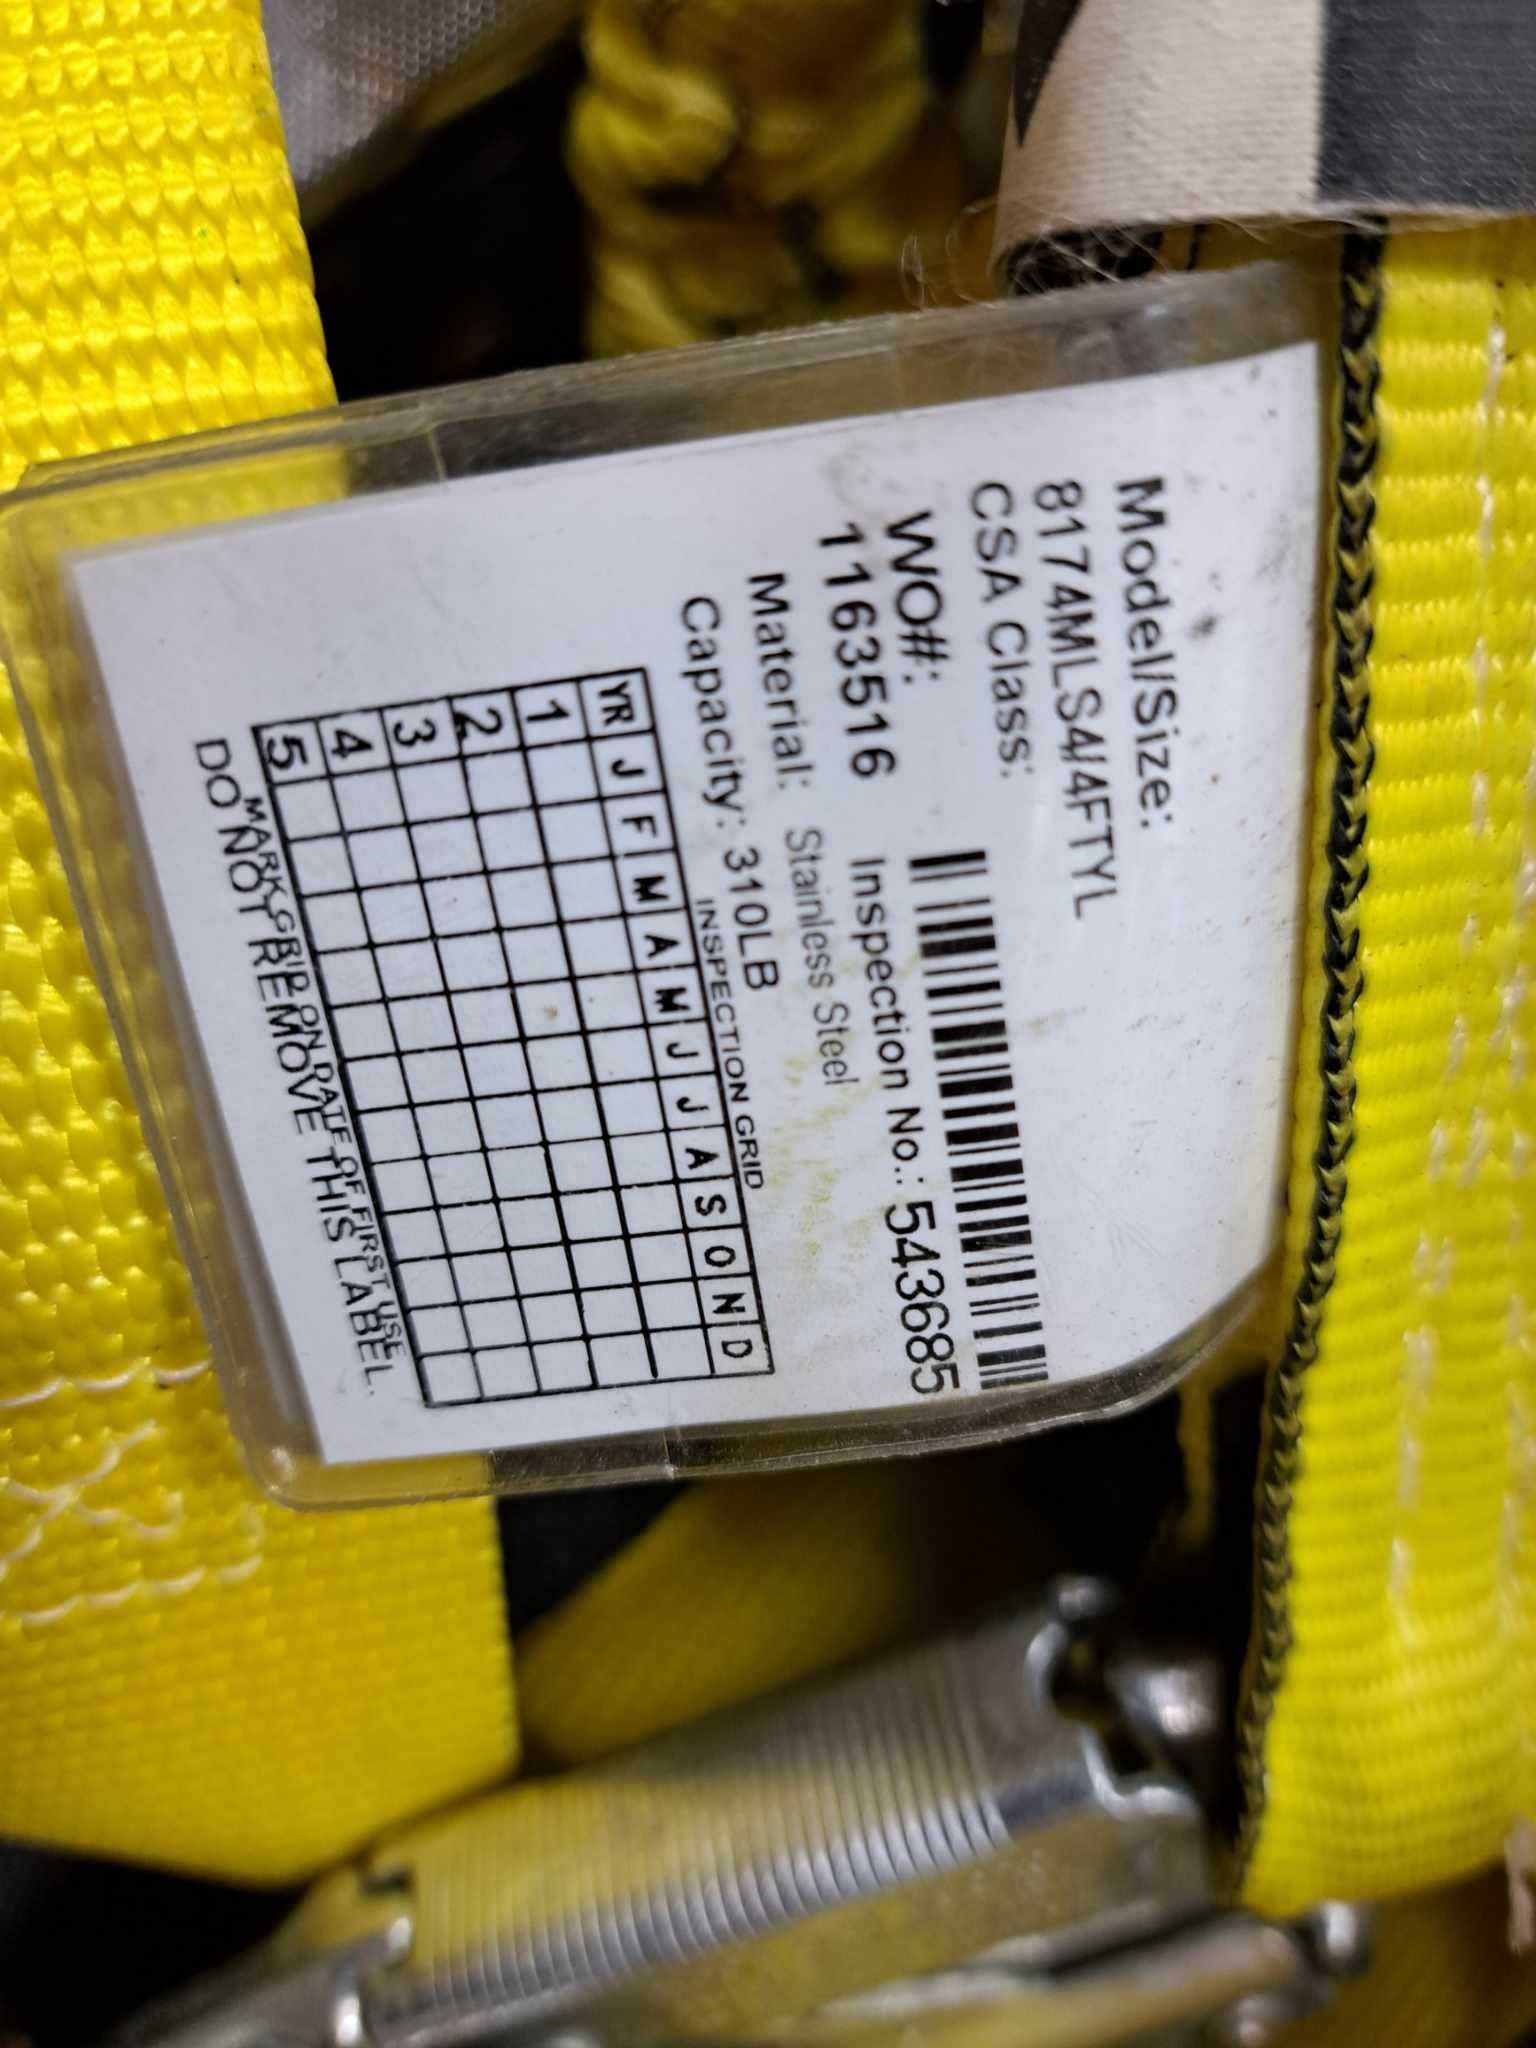 Model/Size:
8174MLS4/4FTYL
CSA Class:
WO#:
1163516 Inspection No.: 543685
Material: Stainless Steel
Capacity: 310LB
INSPECTION GRID
YR J F M A M J J A S O N D
1
2
3
4
5
MARK GRID ON DATE OF FIRST USE
DO NOT REMOVE THIS LABEL.